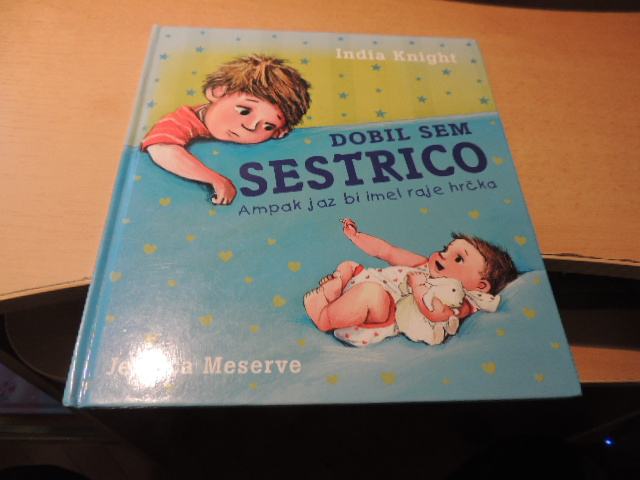 India Knight
DOBIL SEM
SESTRICO
Ampak jaz bi imel raje hrčka
Meserve